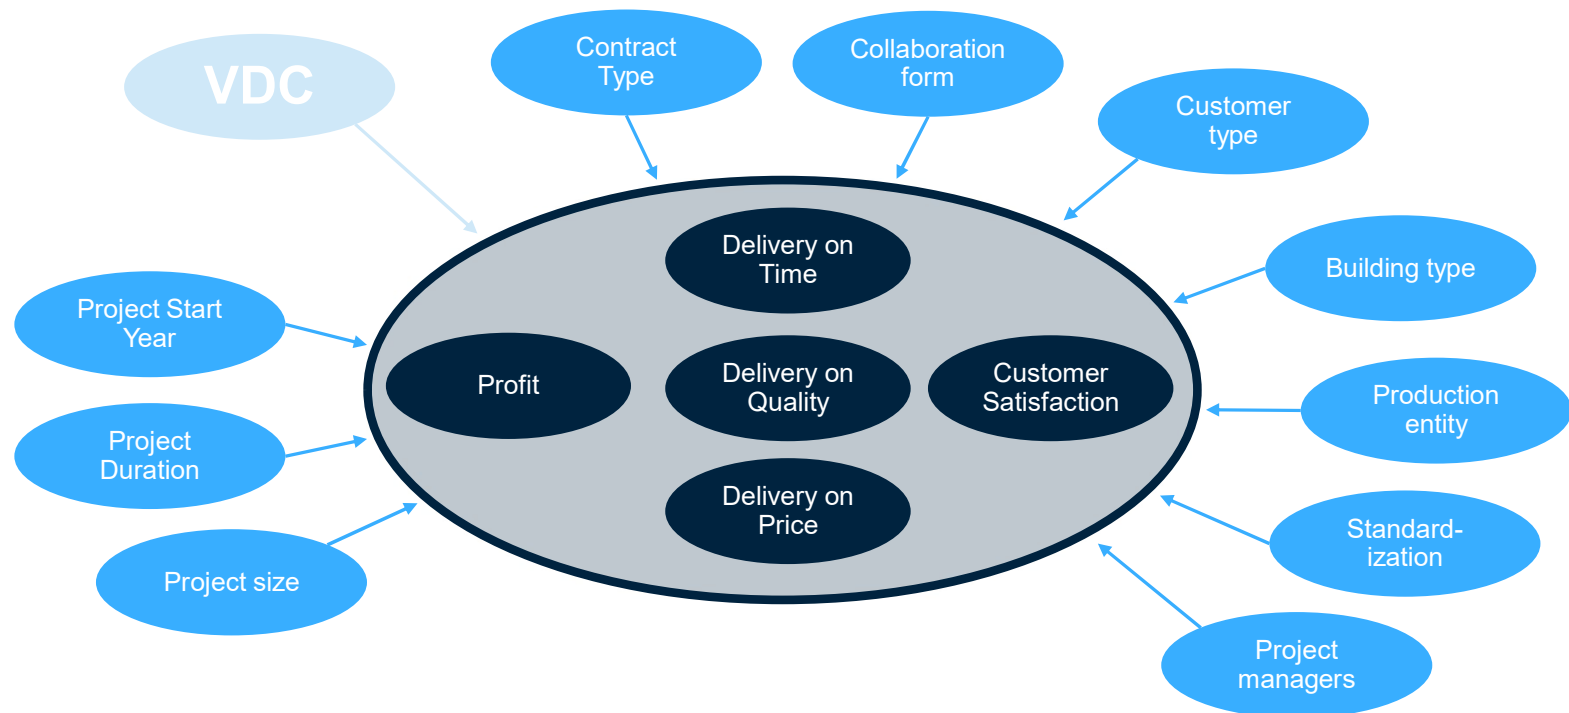 VDC
Contract
Type
Collaboration
form
Customer
type
Building type
Production
entity
Standard-
ization
Project
managers
Project Start
Year
Project
Duration
Project size
Delivery on
Time
Profit
Delivery on
Quality
Customer
Satisfaction
Delivery on
Price